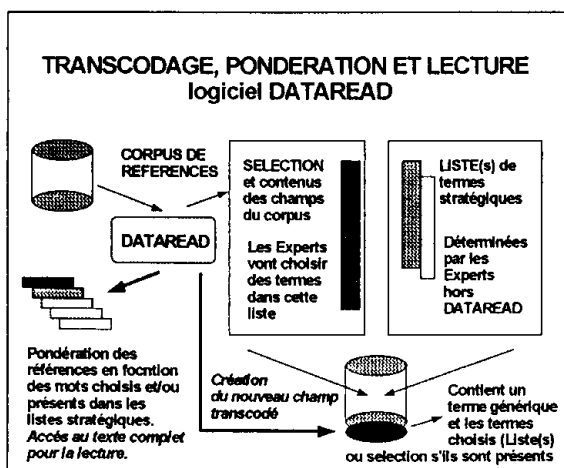 TRANSCODAGE, PONDERATION ET LECTURE
logiciel DATAREAD
CORPUS DE
REFERENCES
DATAREAD
SELECTION
et contenus
des champs
du corpus
Les Experts
vont choisir
des termes
dans cette
liste
LISTE(s) de
termes
stratégiques
Déterminées
par les
Experts
hors
DATAREAD
Pondération des
références en focntion
des mots choisis et/ou
présents dans les
listes stratégiques.
Accès au texte complet
pour la lecture.
Création
du nouveau champ
transcodé
Contient un
terme générique
et les termes
choisis (Liste(s)
ou selection s'ils sont présents